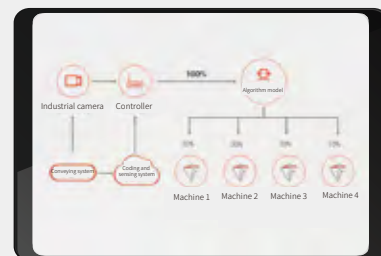 100%
Algorithm model
Industrial camera
Controller
Conveying system
Coding and
sensing system
Machine 1
Machine 2
Machine 3
Machine 4